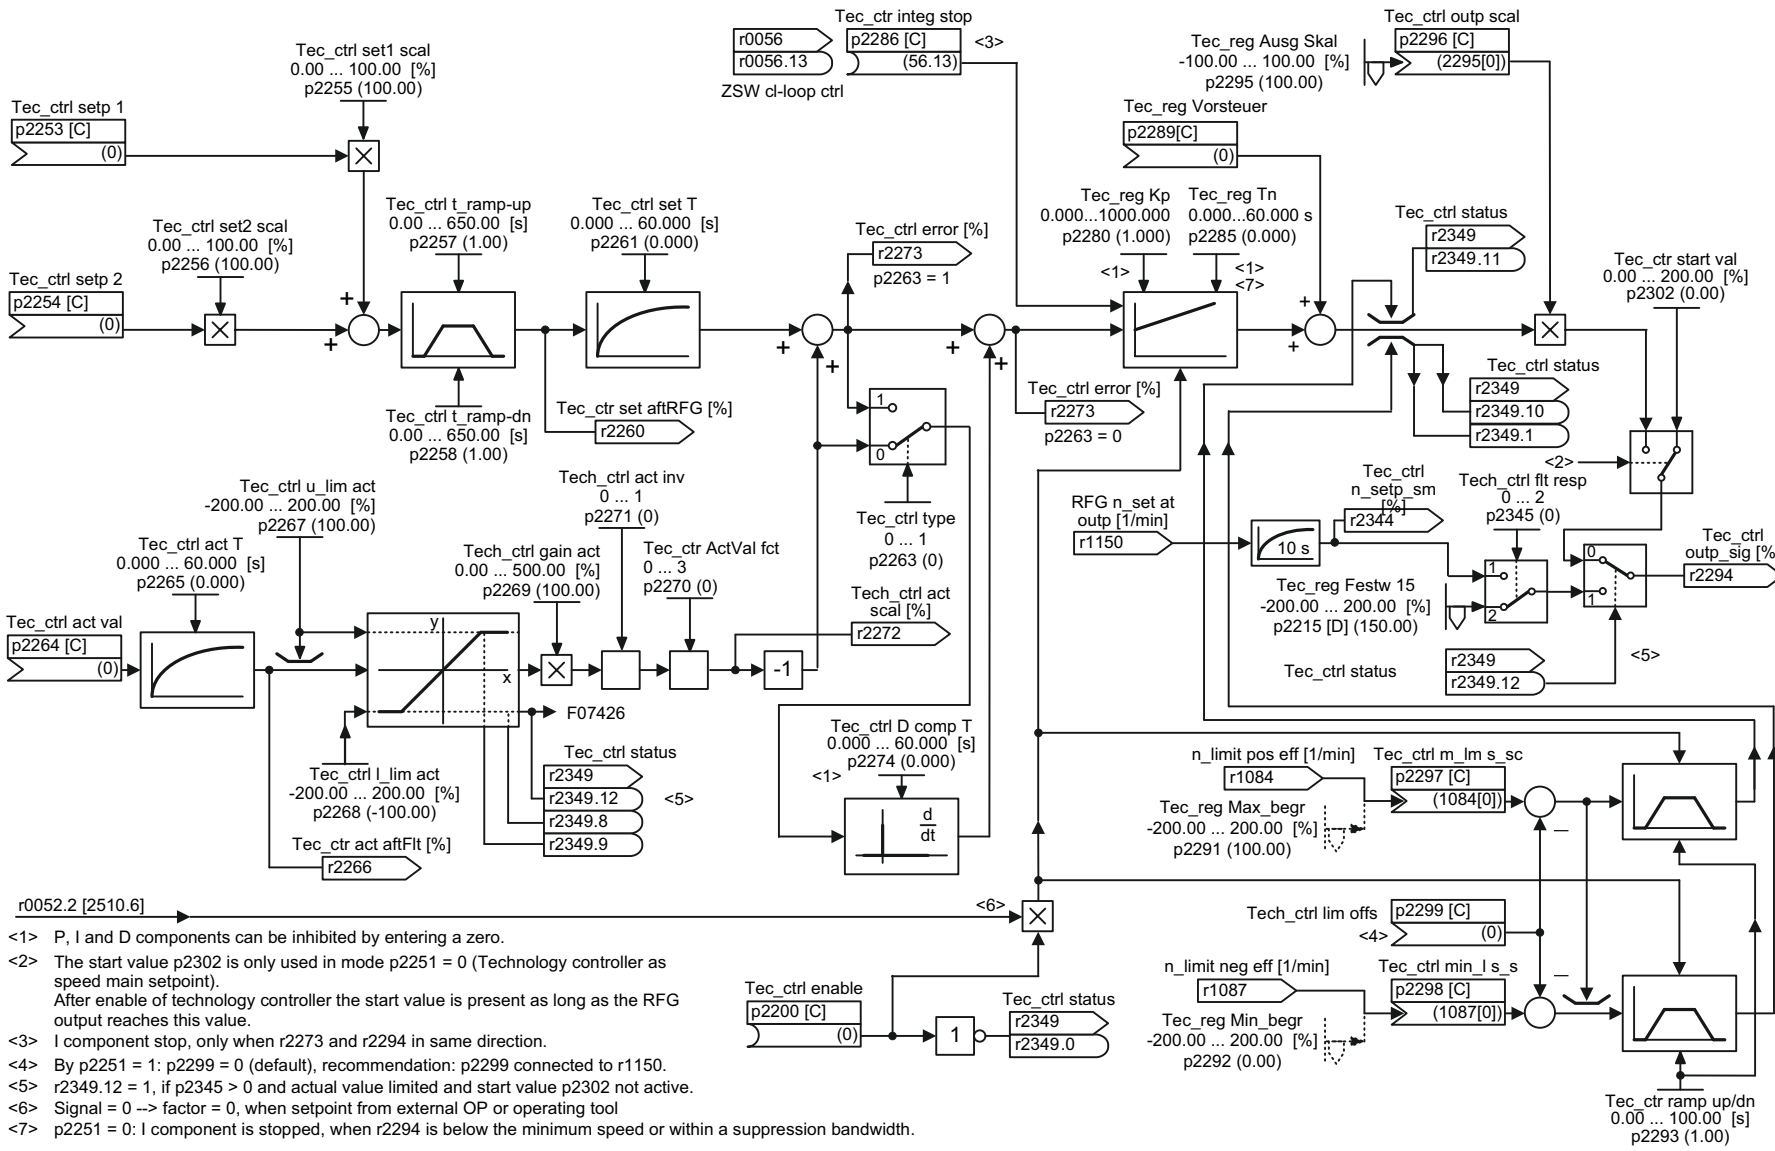 Tec_ctr integ stop
r0056
r0056.13
p2286 [C]
(56.13)
<3>
ZSW cl-loop ctrl
Tec_ctrl outp scal
p2296 [C]
(2295[0])
Tec_reg Ausg Skal
-100.00 ... 100.00 [%]
p2295 (100.00)
Tec_ctrl set1 scal
0.00 ... 100.00 [%]
p2255 (100.00)
Tec_ctrl setp 1
p2253 [C]
(0)
Tec_reg Vorsteuer
p2289[C]
(0)
Tec_ctrl set2 scal
0.00 ... 100.00 [%]
p2256 (100.00)
Tec_ctrl setp 2
p2254 [C]
(0)
+
+
Tec_ctrl t_ramp-up
0.00 ... 650.00 [s]
p2257 (1.00)
Tec_ctrl t_ramp-dn
0.00 ... 650.00 [s]
p2258 (1.00)
Tec_ctrl set T
0.000 ... 60.000 [s]
p2261 (0.000)
Tec_ctr set aftRFG [%]
r2260
Tec_ctrl error [%]
r2273
p2263 = 1
+
+
+
+
1
0
Tec_ctrl type
0 ... 1
p2263 (0)
Tec_reg Kp
0.000...1000.000
p2280 (1.000)
<1>
Tec_reg Tn
0.000...60.000 s
p2285 (0.000)
<1>
<7>
+
+
Tec_ctrl error [%]
r2273
p2263 = 0
Tec_ctrl status
r2349
r2349.11
Tec_ctrl status
r2349
r2349.10
r2349.1
Tec_ctr start val
0.00 ... 200.00 [%]
p2302 (0.00)
<2>
Tec_ctrl
n_setp_sm
[%]
r2344
RFG n_set at
outp [1/min]
r1150
10 s
Tech_ctrl flt resp
0 ... 2
p2345 (0)
1
2
0
1
Tec_ctrl
outp_sig [%
r2294
Tec_reg Festw 15
-200.00 ... 200.00 [%]
p2215 [D] (150.00)
Tec_ctrl status
r2349
r2349.12
<5>
Tec_ctrl u_lim act
-200.00 ... 200.00 [%]
p2267 (100.00)
Tec_ctrl act T
0.000 ... 60.000 [s]
p2265 (0.000)
Tec_ctrl act val
p2264 [C]
(0)
y
x
Tec_ctrl l_lim act
-200.00 ... 200.00 [%]
p2268 (-100.00)
Tec_ctr act aftFlt [%]
r2266
Tech_ctrl gain act
0.00 ... 500.00 [%]
p2269 (100.00)
Tech_ctrl act inv
0 ... 1
p2271 (0)
Tec_ctr ActVal fct
0 ... 3
p2270 (0)
Tech_ctrl act
scal [%]
r2272
-1
F07426
Tec_ctrl status
r2349
r2349.12
r2349.8
r2349.9
<5>
Tec_ctrl D comp T
0.000 ... 60.000 [s]
p2274 (0.000)
<1>
d
dt
n_limit pos eff [1/min]
r1084
Tec_ctrl m_lm s_sc
p2297 [C]
(1084[0])
Tec_reg Max_begr
-200.00 ... 200.00 [%]
p2291 (100.00)
_
Tech_ctrl lim offs
<4>
p2299 [C]
(0)
n_limit neg eff [1/min]
r1087
Tec_ctrl min_l s_s
p2298 [C]
(1087[0])
_
Tec_reg Min_begr
-200.00 ... 200.00 [%]
p2292 (0.00)
Tec_ctr ramp up/dn
0.00 ... 100.00 [s]
p2293 (1.00)
r0052.2 [2510.6]
<6>
Tec_ctrl enable
p2200 [C]
(0)
1
Tec_ctrl status
r2349
r2349.0
<1> P, I and D components can be inhibited by entering a zero.
<2> The start value p2302 is only used in mode p2251 = 0 (Technology controller as
speed main setpoint).
After enable of technology controller the start value is present as long as the RFG
output reaches this value.
<3> I component stop, only when r2273 and r2294 in same direction.
<4> By p2251 = 1: p2299 = 0 (default), recommendation: p2299 connected to r1150.
<5> r2349.12 = 1, if p2345 > 0 and actual value limited and start value p2302 not active.
<6> Signal = 0 --> factor = 0, when setpoint from external OP or operating tool
<7> p2251 = 0: I component is stopped, when r2294 is below the minimum speed or within a suppression bandwidth.